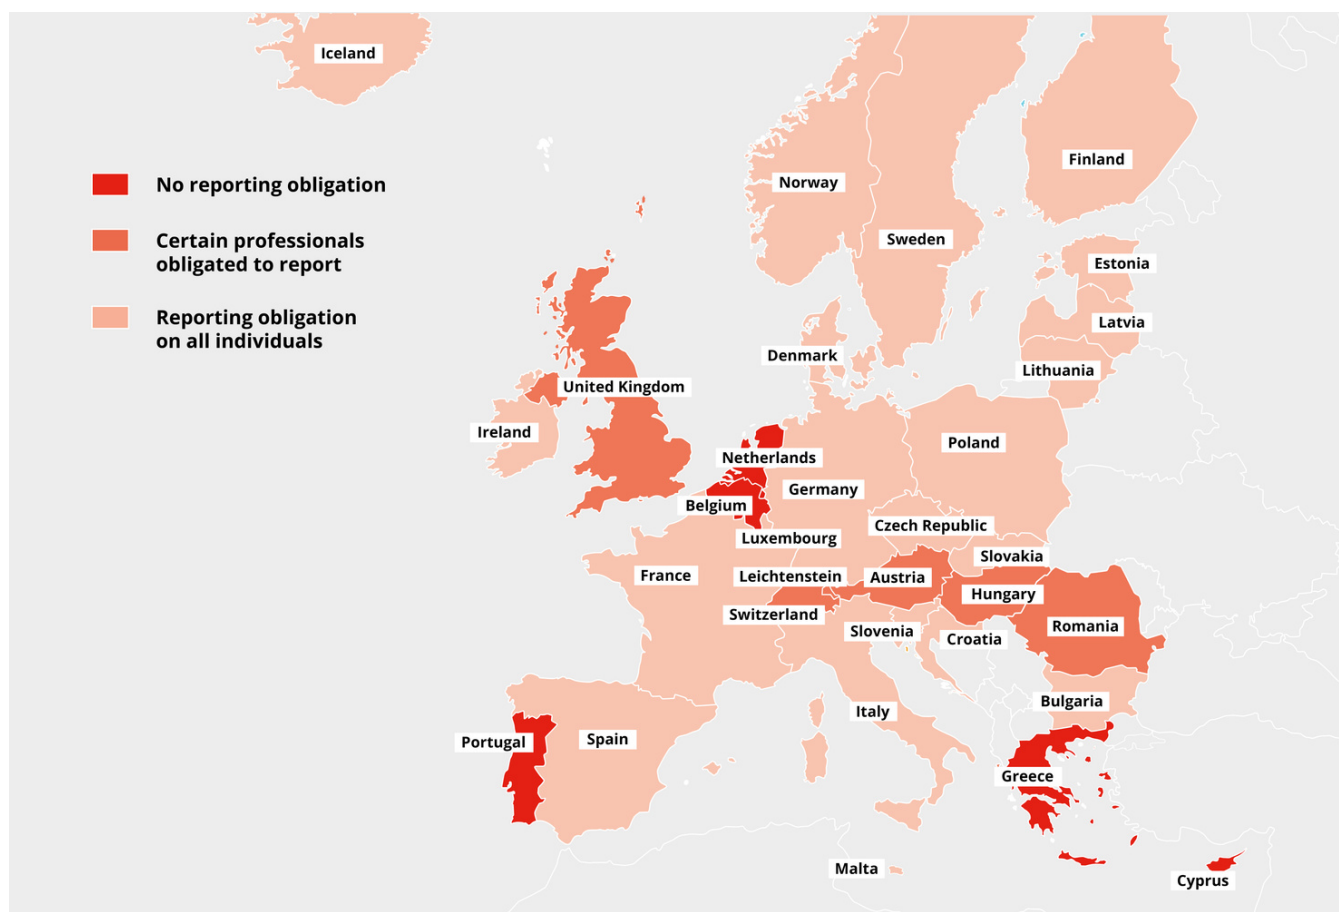 Iceland
No reporting obligation
Certain professionals
obligated to report
Reporting obligation
on all individuals
Finland
Norway
Sweden
Estonia
Latvia
Denmark
Lithuania
United Kingdom
Ireland
Poland
Netherlands
Germany
Belgium
Czech Republic
Luxembourg
Slovakia
France
Leichtenstein
Austria
Hungary
Switzerland
Romania
Slovenia
Croatia
Bulgaria
Italy
Portugal
Spain
Greece
Malta
Cyprus